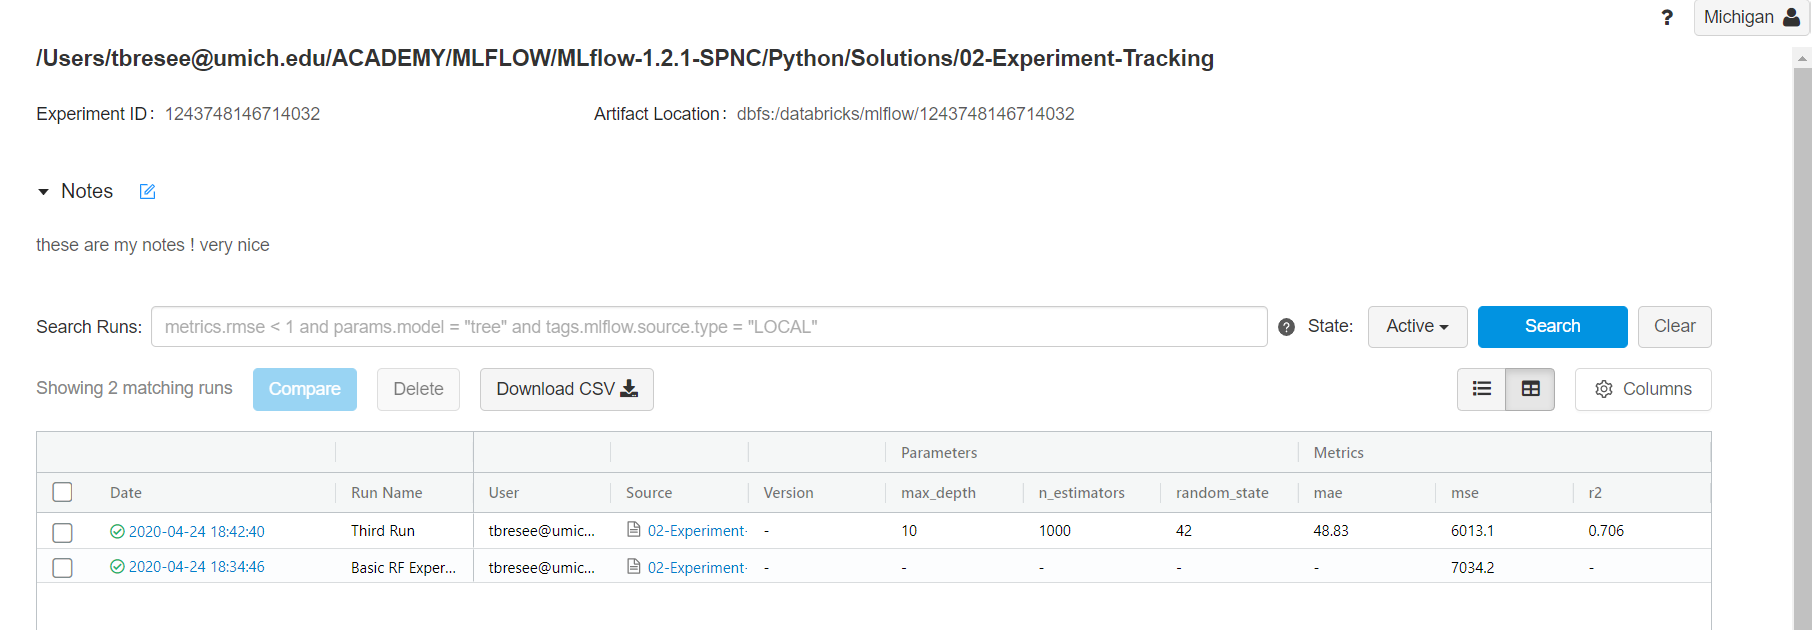 ? Michigan
/Users/tbresee@umich.edu/ACADEMY/MLFLOW/MLflow-1.2.1-SPNC/Python/Solutions/02-Experiment-Tracking
Experiment ID: 1243748146714032 Artifact Location: dbfs:/databricks/mlflow/1243748146714032
Notes
these are my notes ! very nice
Search Runs: metrics.rmse < 1 and params.model = "tree" and tags.mlflow.source.type = "LOCAL" ? State: Active Search Clear
Showing 2 matching runs Compare Delete Download CSV Columns
Parameters Metrics
Date Run Name User Source Version max_depth n_estimators random_state mae mse r2
2020-04-24 18:42:40 Third Run tbresee@umic... 02-Experiment- - 10 1000 42 48.83 6013.1 0.706
2020-04-24 18:34:46 Basic RF Exper... tbresee@umic... 02-Experiment- - - - - - 7034.2 -